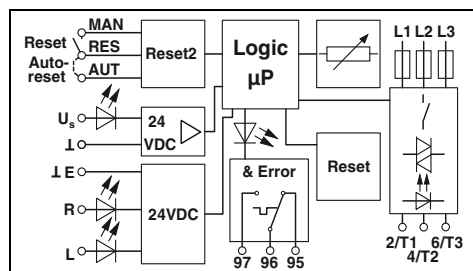 MAN
Reset
RES
Auto-
reset
AUT
Reset2
Logic
µP
L1 L2 L3
Us
24
VDC
⊥
⊥ E
R
L
24VDC
& Error
97 96 95
Reset
2/T1 6/T3
4/T2